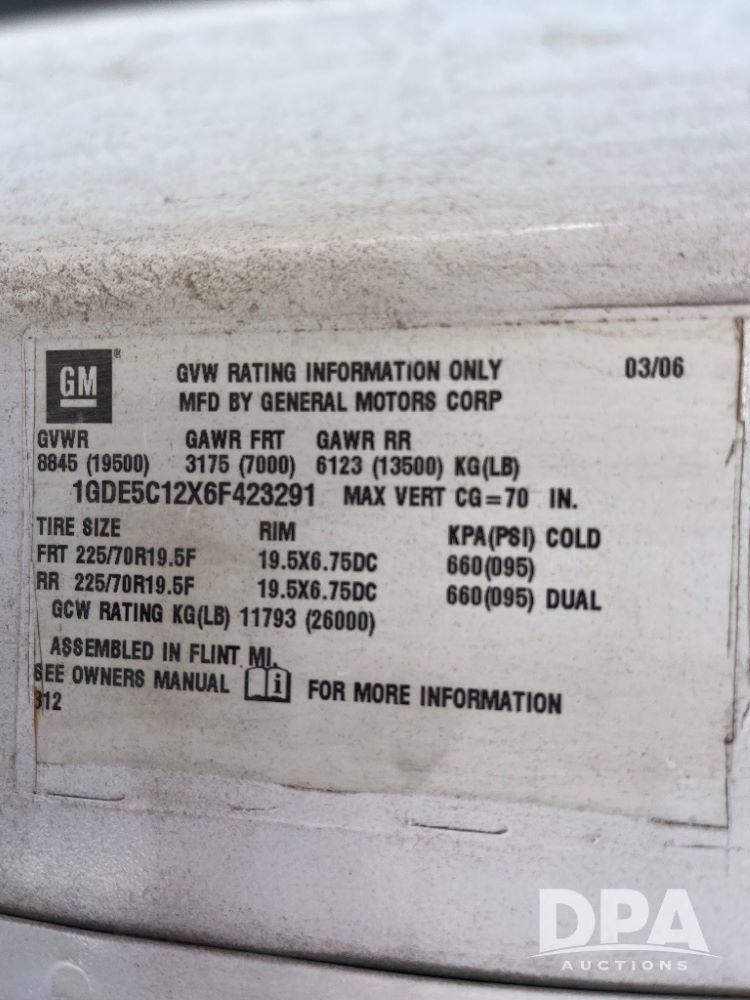 GM ®
GVW RATING INFORMATION ONLY 03/06
MFD BY GENERAL MOTORS CORP
GVWR GAWR FRT GAWR RR
8845 (19500) 3175 (7000) 6123 (13500) KG(LB)
1GDE5C12X6F423291 MAX VERT CG=70 IN.
TIRE SIZE RIM KPA(PSI) COLD
FRT 225/70R19.5F 19.5X6.75DC 660(095)
RR 225/70R19.5F 19.5X6.75DC 660(095) DUAL
GCW RATING KG(LB) 11793 (26000)
ASSEMBLED IN FLINT MI.
SEE OWNERS MANUAL i FOR MORE INFORMATION
312
DPA
AUCTIONS